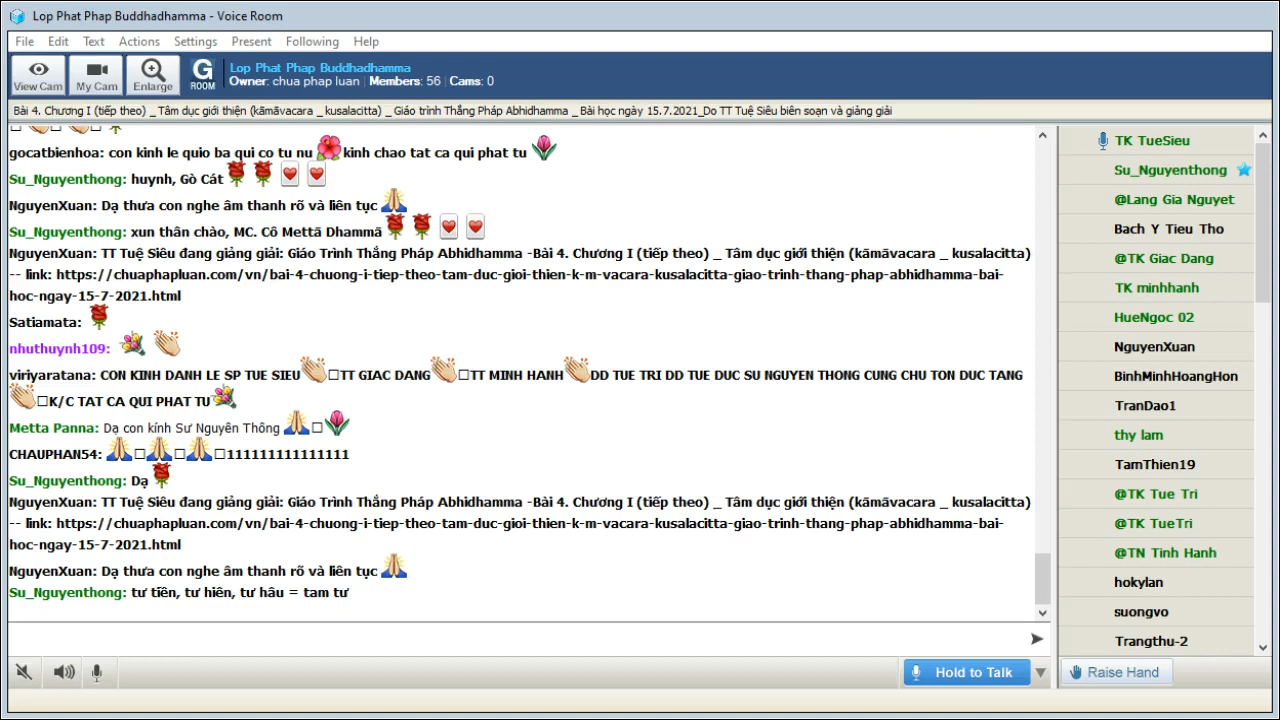 Lop Phat Phap Buddhadhamma - Voice Room
File Edit Text Actions Settings Present Following Help
View Cam
My Cam
Enlarge
G
ROOM
Lop Phat Phap Buddhadhamma
Owner: chua phap luan | Members: 56 | Cams: 0
Bài 4. Chương I (tiếp theo) _ Tâm dục giới thiện (kāmāvacara _ kusalacitta) _ Giáo trình Thắng Pháp Abhidhamma _ Bài học ngày 15.7.2021_Do TT Tuệ Siêu biên soạn và giảng giải
gocatbienhoa: con kinh le quio ba qui co tu nu kinh chao tat ca qui phat tu
Su_Nguyenthong: huynh, Gò Cát
NguyenXuan: Dạ thưa con nghe âm thanh rõ và liên tục
Su_Nguyenthong: xun thân chào, MC. Cô Mettā Dhammā
NguyenXuan: TT Tuệ Siêu đang giảng giải: Giáo Trình Thắng Pháp Abhidhamma -Bài 4. Chương I (tiếp theo) _ Tâm dục giới thiện (kāmāvacara _ kusalacitta)
-- link: https://chuaphapluan.com/vn/bai-4-chuong-i-tiep-theo-tam-duc-gioi-thien-k-m-vacara-kusalacitta-giao-trinh-thang-phap-abhidhamma-bai-
hoc-ngay-15-7-2021.html
Satiamata:
nhuthuynh109:
viriyaratana: CON KINH DANH LE SP TUE SIEU TT GIAC DANG TT MINH HANH DD TUE TRI DD TUE DUC SU NGUYEN THONG CUNG CHU TON DUC TANG
K/C TAT CA QUI PHAT TU
Metta Panna: Dạ con kính Sư Nguyên Thông
CHAUPHAN54: 111111111111111
Su_Nguyenthong: Dạ
NguyenXuan: TT Tuệ Siêu đang giảng giải: Giáo Trình Thắng Pháp Abhidhamma -Bài 4. Chương I (tiếp theo) _ Tâm dục giới thiện (kāmāvacara _ kusalacitta)
-- link: https://chuaphapluan.com/vn/bai-4-chuong-i-tiep-theo-tam-duc-gioi-thien-k-m-vacara-kusalacitta-giao-trinh-thang-phap-abhidhamma-bai-
hoc-ngay-15-7-2021.html
NguyenXuan: Dạ thưa con nghe âm thanh rõ và liên tục
Su_Nguyenthong: tư tiền, tư hiên, tư hâu = tam tư
Hold to Talk
TK TueSieu
Su_Nguyenthong
@Lang Gia Nguyet
Bach Y Tieu Tho
@TK Giac Dang
TK minhhanh
HueNgoc 02
NguyenXuan
BinhMinhHoangHon
TranDao1
thy lam
TamThien19
@TK Tue Tri
@TK TueTri
@TN Tinh Hanh
hokylan
suongvo
Trangthu-2
Raise Hand